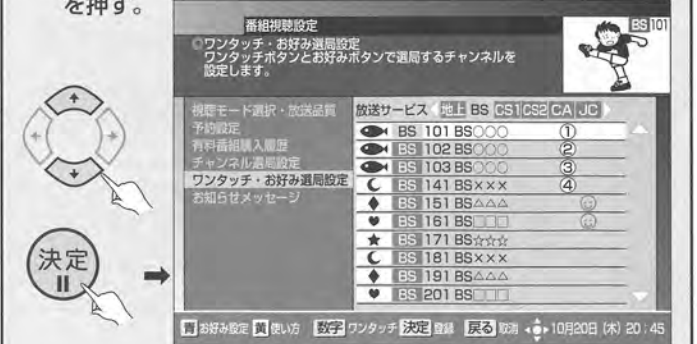 を押す。
番組視聴設定
BS 101
◎ワンタッチ・お好み選局設定
ワンタッチボタンとお好みボタンで選局するチャンネルを
設定します。
視聴モード選択・放送品質
予約設定
有料番組購入履歴
チャンネル選局設定
ワンタッチ・お好み選局設定
お知らせメッセージ
放送サービス 地上 BS CS1 CS2 CA JC
BS 101 BS○○○ ①
BS 102 BS○○○ ②
BS 103 BS○○○ ③
BS 141 BS××× ④
BS 151 BS△△△
BS 161 BS□□□
BS 171 BS☆☆☆
BS 181 BS×××
BS 191 BS△△△
BS 201 BS□□□
決定
青 お好み設定 黄 使い方 数字 ワンタッチ 決定 登録 戻る 取消 10月20日 (木) 20:45